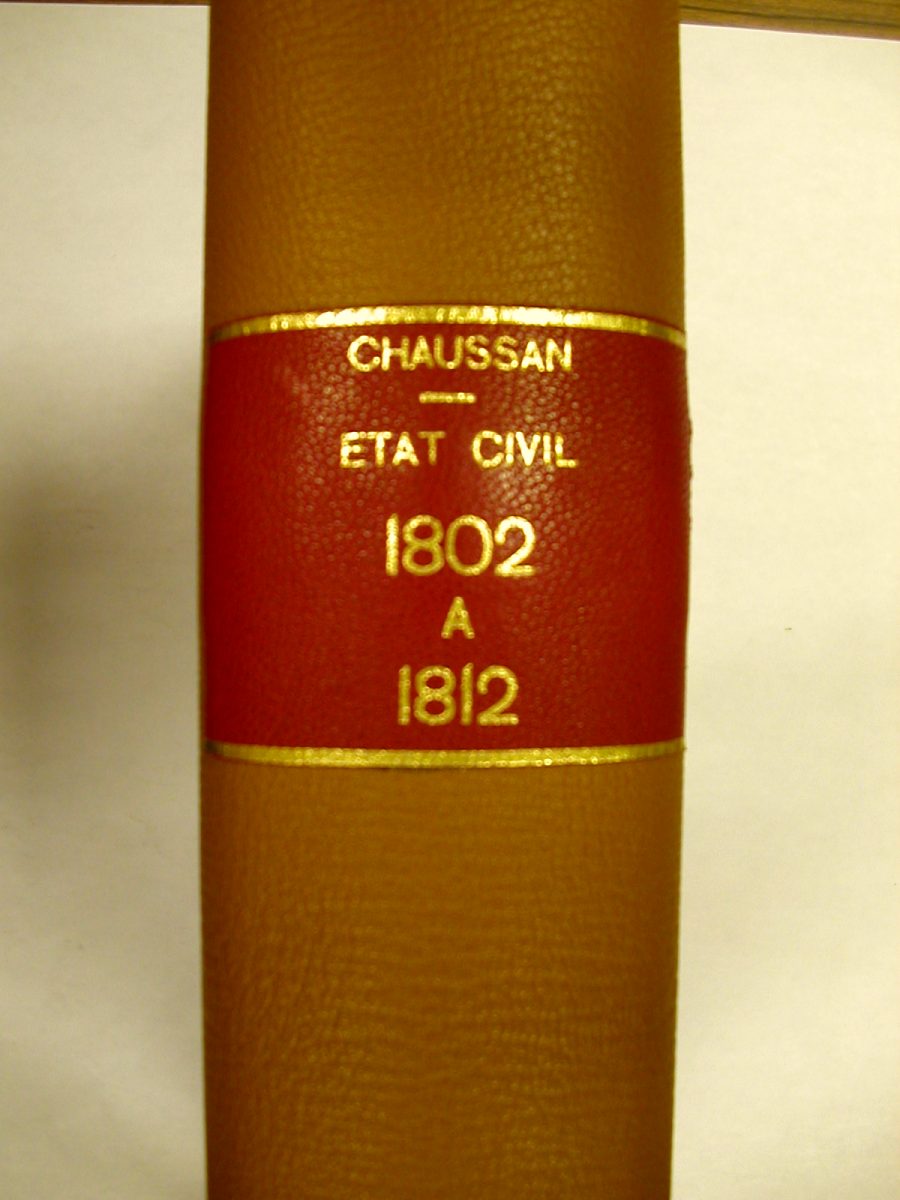 CHAUSSAN
ETAT CIVIL
1802
A
1812